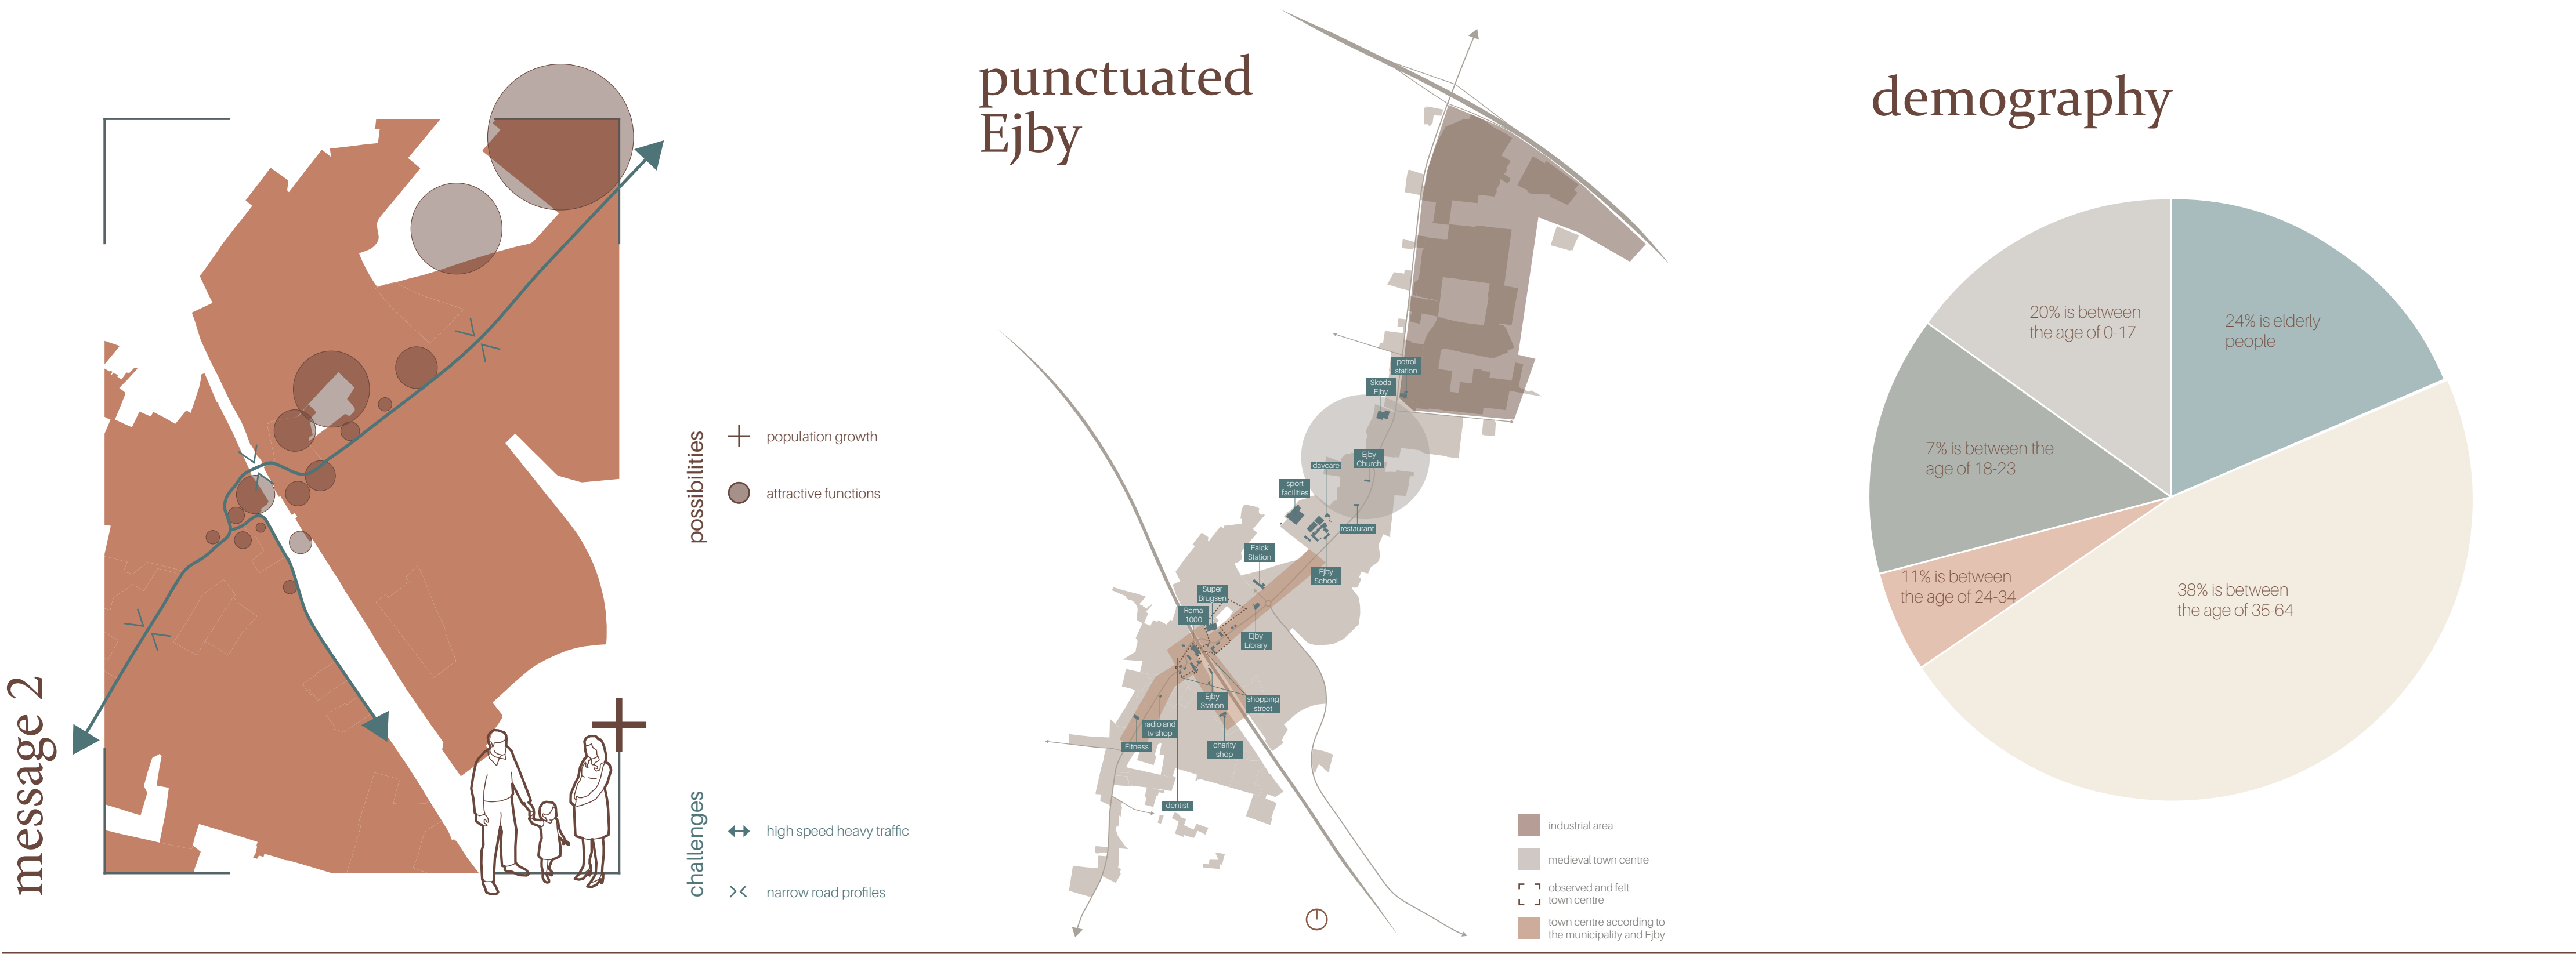 message 2
possibilities
population growth
attractive functions
challenges
high speed heavy traffic
narrow road profiles
punctuated
Ejby
petrol
station
Skoda
Ejby
Ejby
Church
daycare
sport
facilities
restaurant
Falck
Station
Ejby
School
Super
Brugsen
Rema
1000
Ejby
Library
Ejby
Station
shopping
street
radio and
tv shop
Fitness
charity
shop
dentist
industrial area
medieval town centre
observed and felt
town centre
town centre according to
the municipality and Ejby
demography
20% is between
the age of 0-17
24% is elderly
people
7% is between the
age of 18-23
11% is between
the age of 24-34
38% is between
the age of 35-64